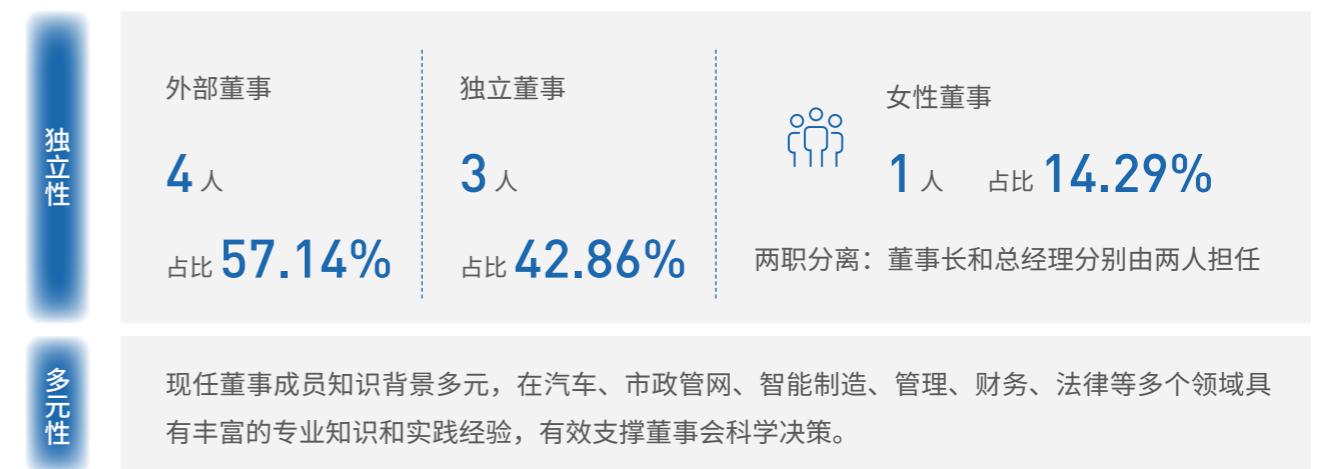 独立性
外部董事
4 人
占比 57.14%
独立董事
3 人
占比 42.86%
女性董事
1 人 占比 14.29%
两职分离：董事长和总经理分别由两人担任
多元性
现任董事成员知识背景多元，在汽车、市政管网、智能制造、管理、财务、法律等多个领域具
有丰富的专业知识和实践经验，有效支撑董事会科学决策。